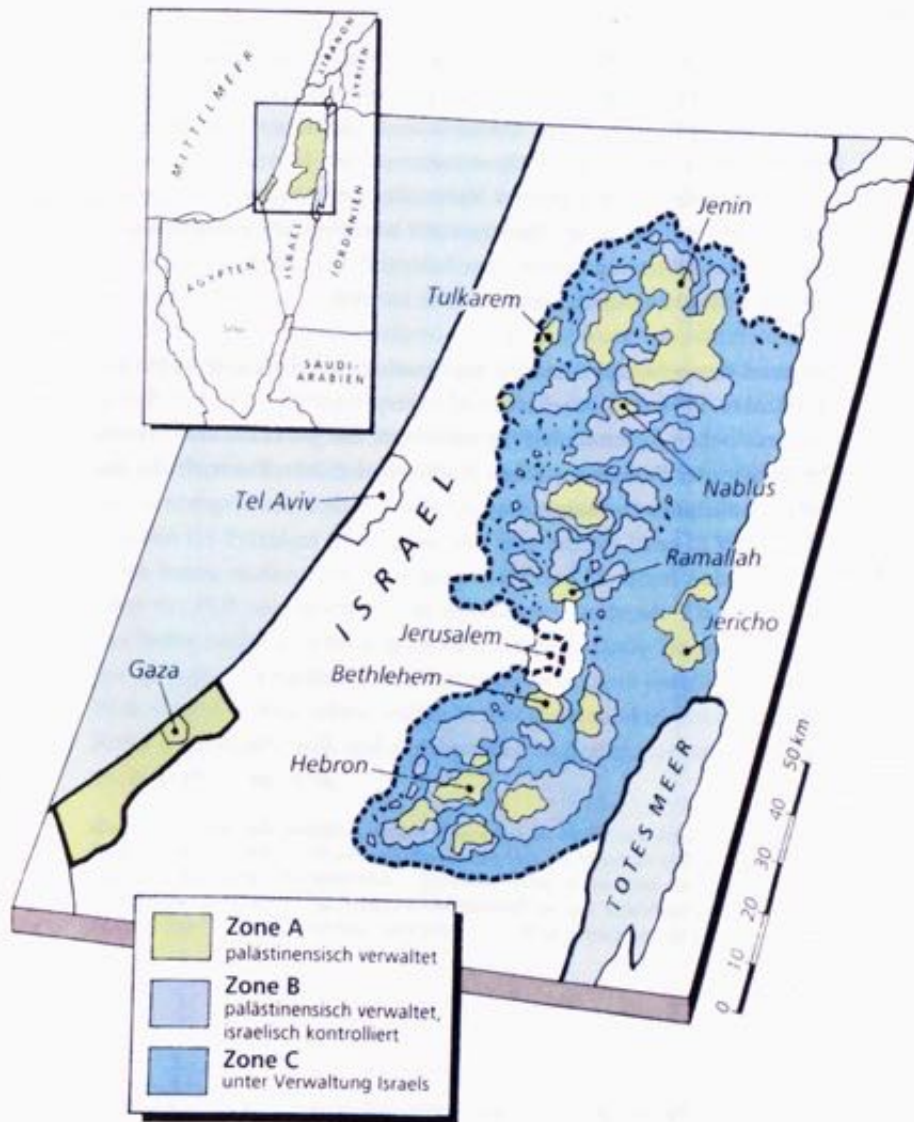 MITTELMEER
LIBANON
SYRIEN
ÄGYPTEN
ISRAEL
JORDANIEN
SAUDI-
ARABIEN
Jenin
Tulkarem
Tel Aviv
ISRAEL
Nablus
Ramallah
Jerusalem
Jericho
Gaza
Bethlehem
Hebron
TOTES MEER
0 10 20 30 40 50 km
Zone A
palästinensisch verwaltet
Zone B
palästinensisch verwaltet,
israelisch kontrolliert
Zone C
unter Verwaltung Israels